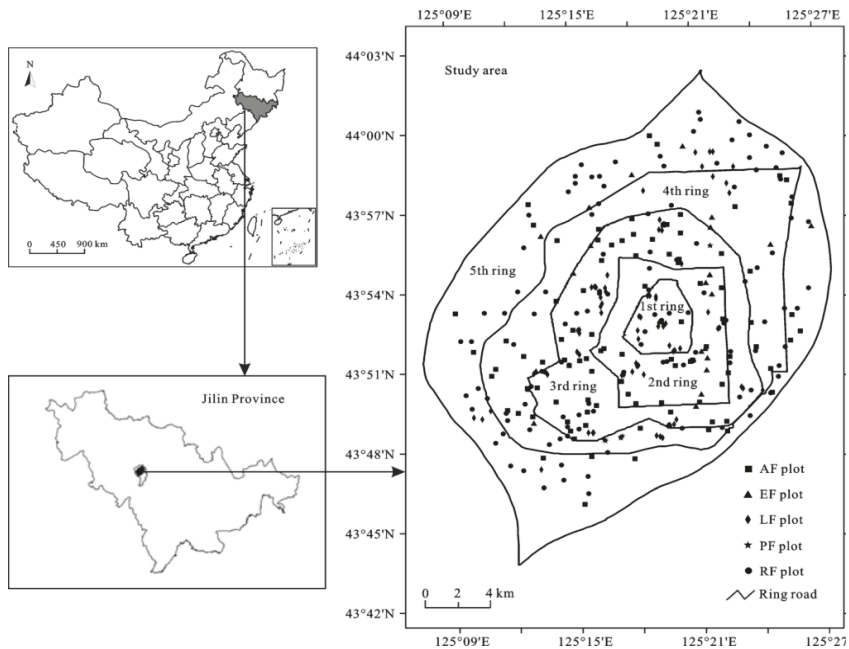 N
0 450 900 km
Jilin Province
125°09'E 125°15'E 125°21'E 125°27'E
44°03'N
44°00'N
43°57'N
43°54'N
43°51'N
43°48'N
43°45'N
43°42'N
Study area
4th ring
5th ring
1st ring
3rd ring
2nd ring
AF plot
EF plot
LF plot
PF plot
RF plot
Ring road
0 2 4 km
125°09'E 125°15'E 125°21'E 125°27'E